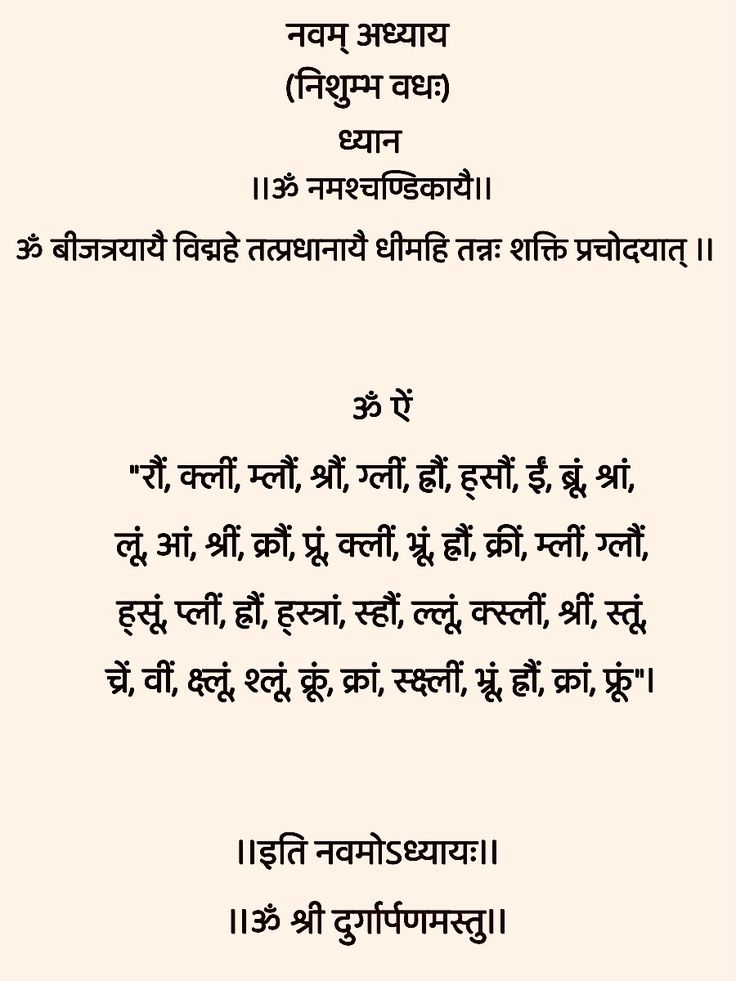 नवम् अध्याय
(निशुम्भ वधः)
ध्यान
।।ॐ नमश्चण्डिकायै।।
ॐ बीजत्रयायै विद्महे तत्प्रधानायै धीमहि तन्नः शक्ति प्रचोदयात् ।।
ॐ ऐं
"रौं, क्लीं, म्लौं, श्रौं, ग्लीं, ह्रौं, ह्सौं, ईं, ब्रूं, श्रां,
लूं, आं, श्रीं, क्रौं, प्रूं, क्लीं, भ्रूं, ह्रौं, क्रीं, म्लीं, ग्लौं,
ह्सूं, प्लीं, ह्रौं, ह्स्त्रां, स्हौं, ल्लूं, क्स्लीं, श्रीं, स्तूं,
च्रें, वीं, क्ष्लूं, श्लूं, क्रूं, क्रां, स्क्ष्लीं, भ्रूं, ह्रौं, क्रां, फ्रूं"।
।।इति नवमोऽध्यायः।।
।।ॐ श्री दुर्गार्पणमस्तु।।